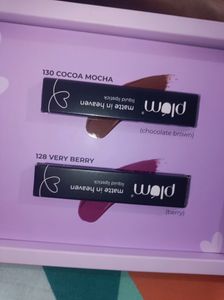 130 COCOA MOCHA
plum
matte in heaven
liquid lipstick
(chocolate brown)
128 VERY BERRY
plum
matte in heaven
liquid lipstick
(berry)